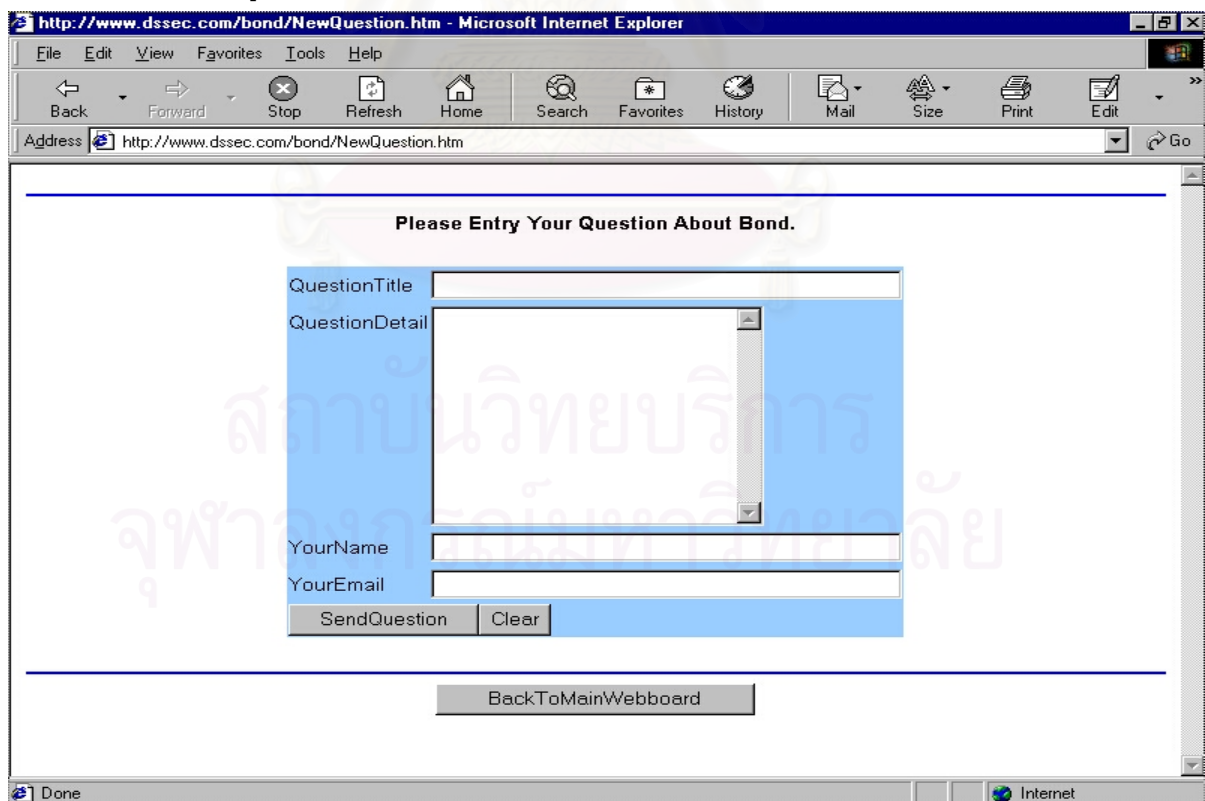 http://www.dssec.com/bond/NewQuestion.htm - Microsoft Internet Explorer
File Edit View Favorites Tools Help
Back Forward Stop Refresh Home Search Favorites History Mail Size Print Edit »
Address http://www.dssec.com/bond/NewQuestion.htm Go
Please Entry Your Question About Bond.
QuestionTitle
QuestionDetail
สถาบันวิทยบริการ
จุฬาลงกรณ์มหาวิทยาลัย
YourName
YourEmail
SendQuestion Clear
BackToMainWebboard
Done Internet